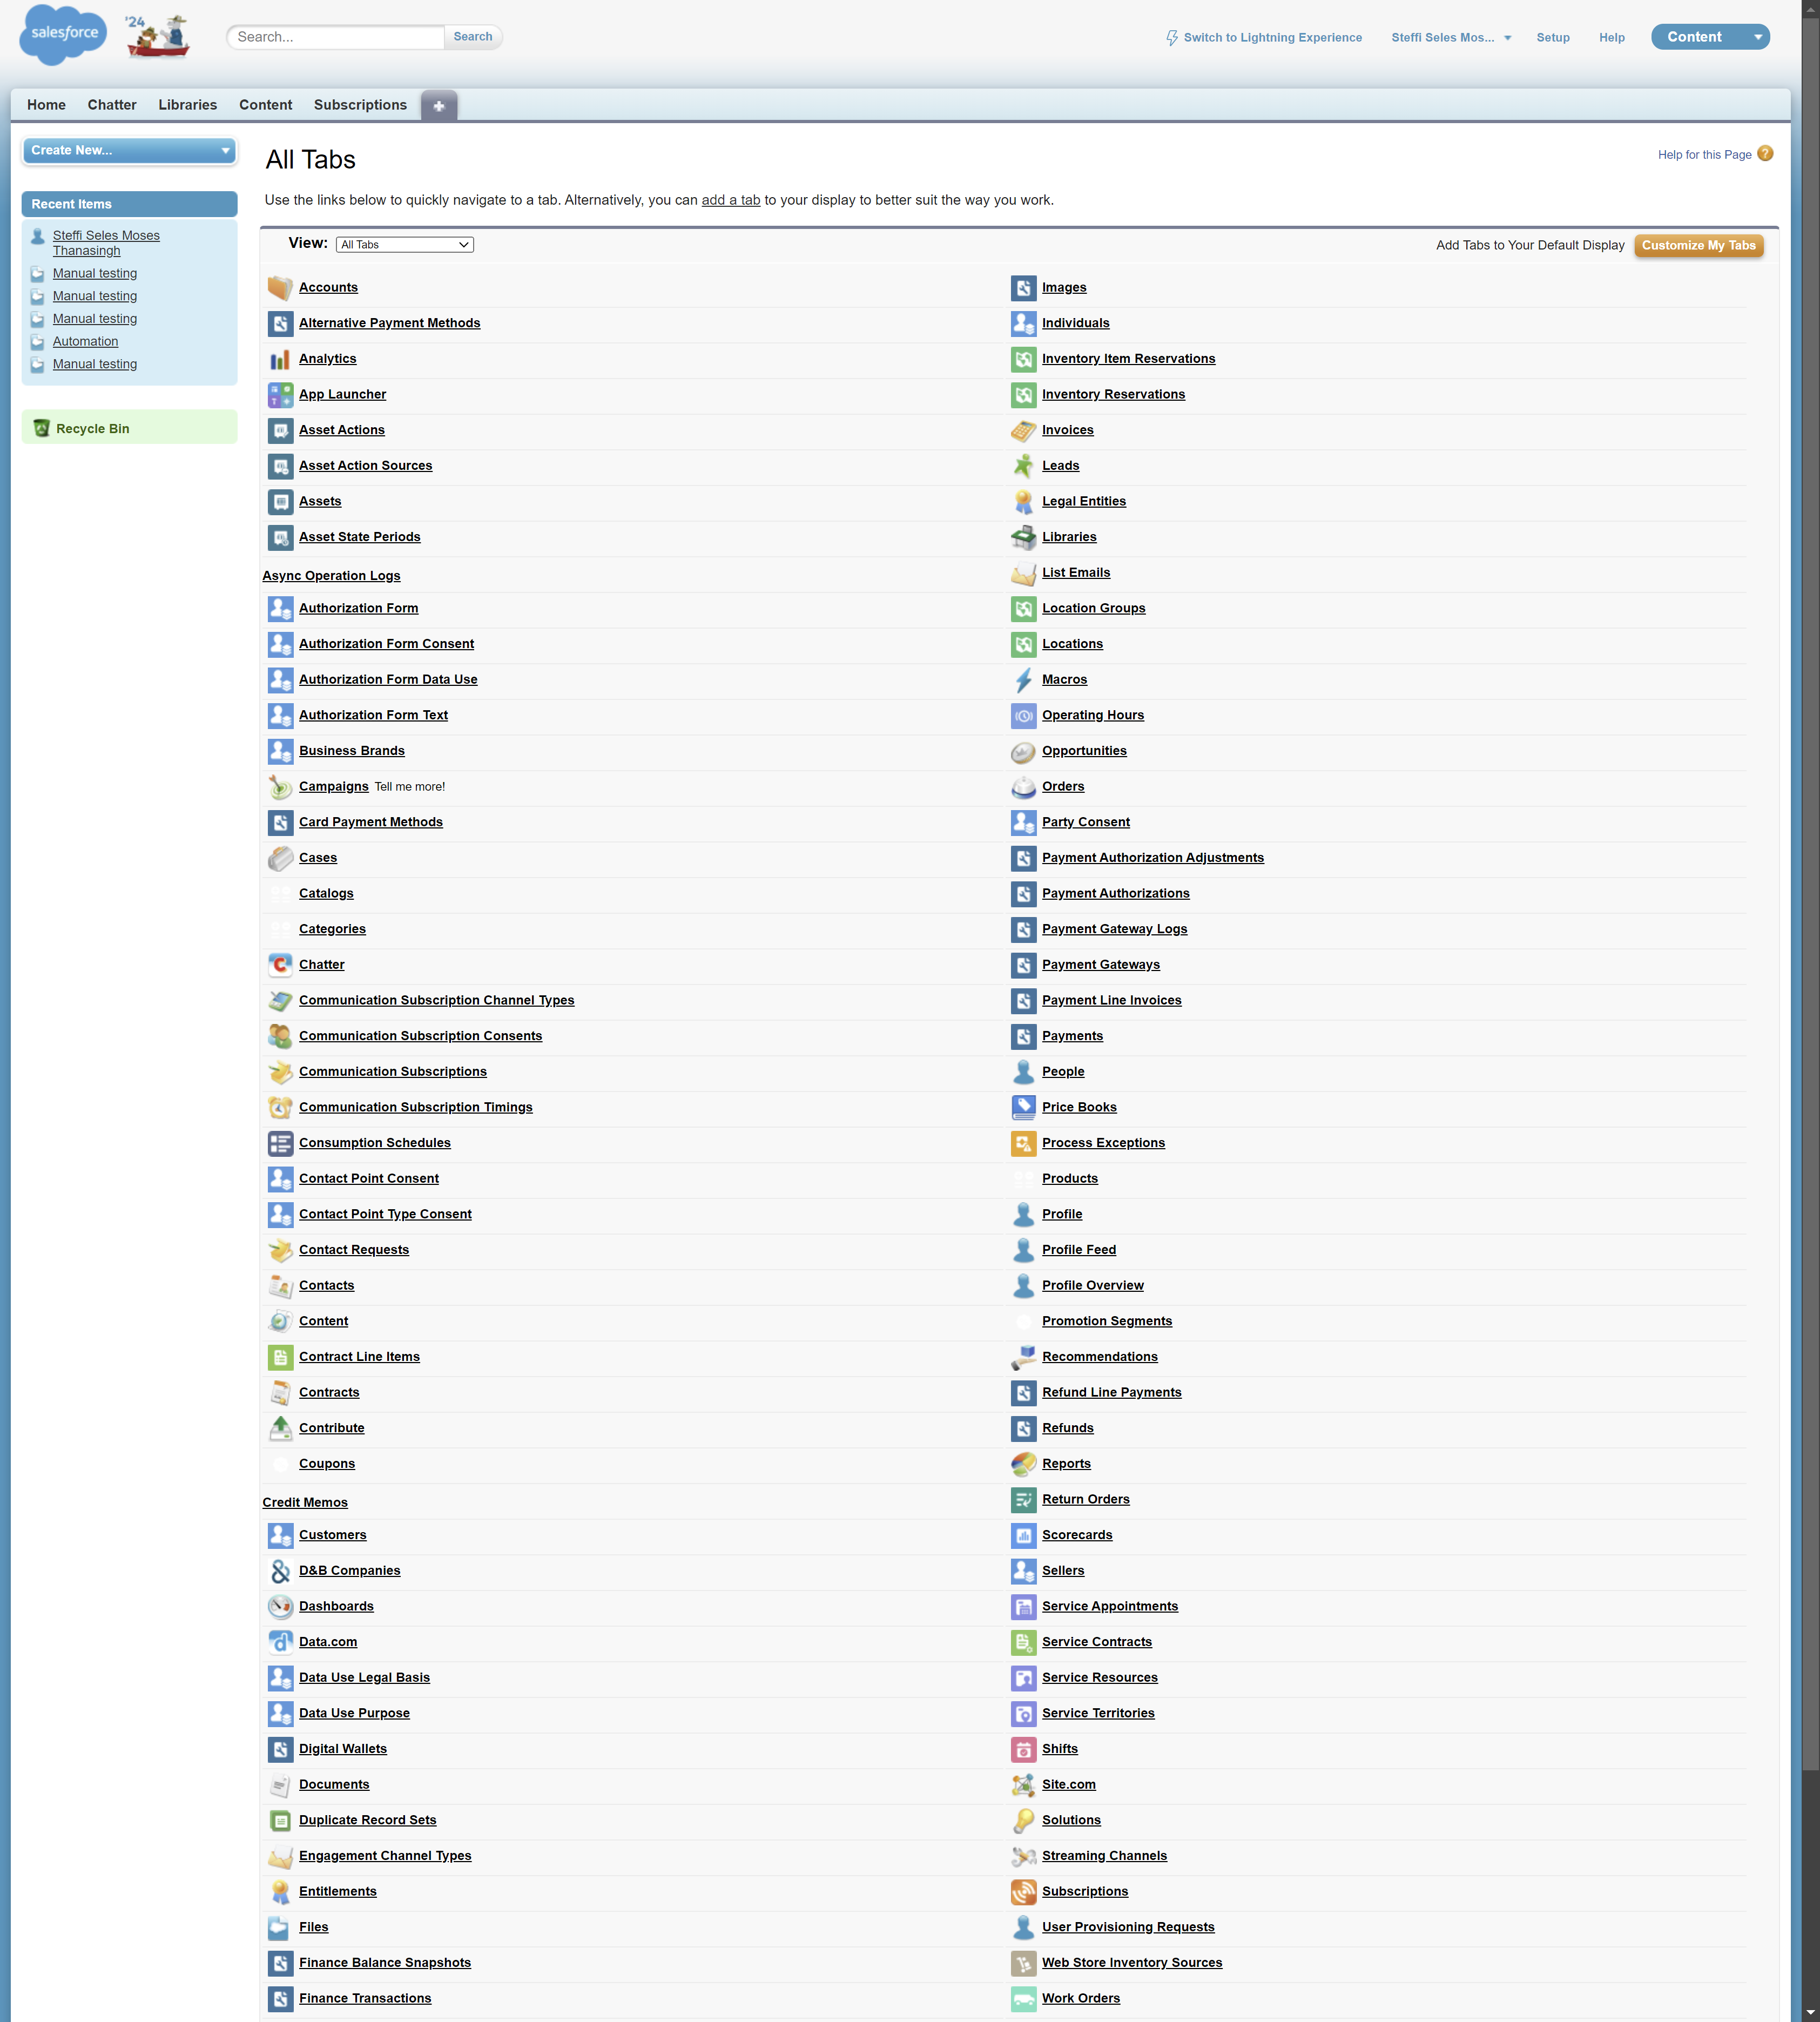 salesforce
'24
Search...
Search
Switch to Lightning Experience
Steffi Seles Mos...
Setup
Help
Content
Home
Chatter
Libraries
Content
Subscriptions
Create New...
Recent Items
Steffi Seles Moses
Thanasingh
Manual testing
Manual testing
Manual testing
Automation
Manual testing
Recycle Bin
All Tabs
Help for this Page
Use the links below to quickly navigate to a tab. Alternatively, you can add a tab to your display to better suit the way you work.
View:
All Tabs
Add Tabs to Your Default Display
Customize My Tabs
Accounts
Alternative Payment Methods
Analytics
App Launcher
Asset Actions
Asset Action Sources
Assets
Asset State Periods
Async Operation Logs
Authorization Form
Authorization Form Consent
Authorization Form Data Use
Authorization Form Text
Business Brands
Campaigns Tell me more!
Card Payment Methods
Cases
Catalogs
Categories
Chatter
Communication Subscription Channel Types
Communication Subscription Consents
Communication Subscriptions
Communication Subscription Timings
Consumption Schedules
Contact Point Consent
Contact Point Type Consent
Contact Requests
Contacts
Content
Contract Line Items
Contracts
Contribute
Coupons
Credit Memos
Customers
D&B Companies
Dashboards
Data.com
Data Use Legal Basis
Data Use Purpose
Digital Wallets
Documents
Duplicate Record Sets
Engagement Channel Types
Entitlements
Files
Finance Balance Snapshots
Finance Transactions
Images
Individuals
Inventory Item Reservations
Inventory Reservations
Invoices
Leads
Legal Entities
Libraries
List Emails
Location Groups
Locations
Macros
Operating Hours
Opportunities
Orders
Party Consent
Payment Authorization Adjustments
Payment Authorizations
Payment Gateway Logs
Payment Gateways
Payment Line Invoices
Payments
People
Price Books
Process Exceptions
Products
Profile
Profile Feed
Profile Overview
Promotion Segments
Recommendations
Refund Line Payments
Refunds
Reports
Return Orders
Scorecards
Sellers
Service Appointments
Service Contracts
Service Resources
Service Territories
Shifts
Site.com
Solutions
Streaming Channels
Subscriptions
User Provisioning Requests
Web Store Inventory Sources
Work Orders